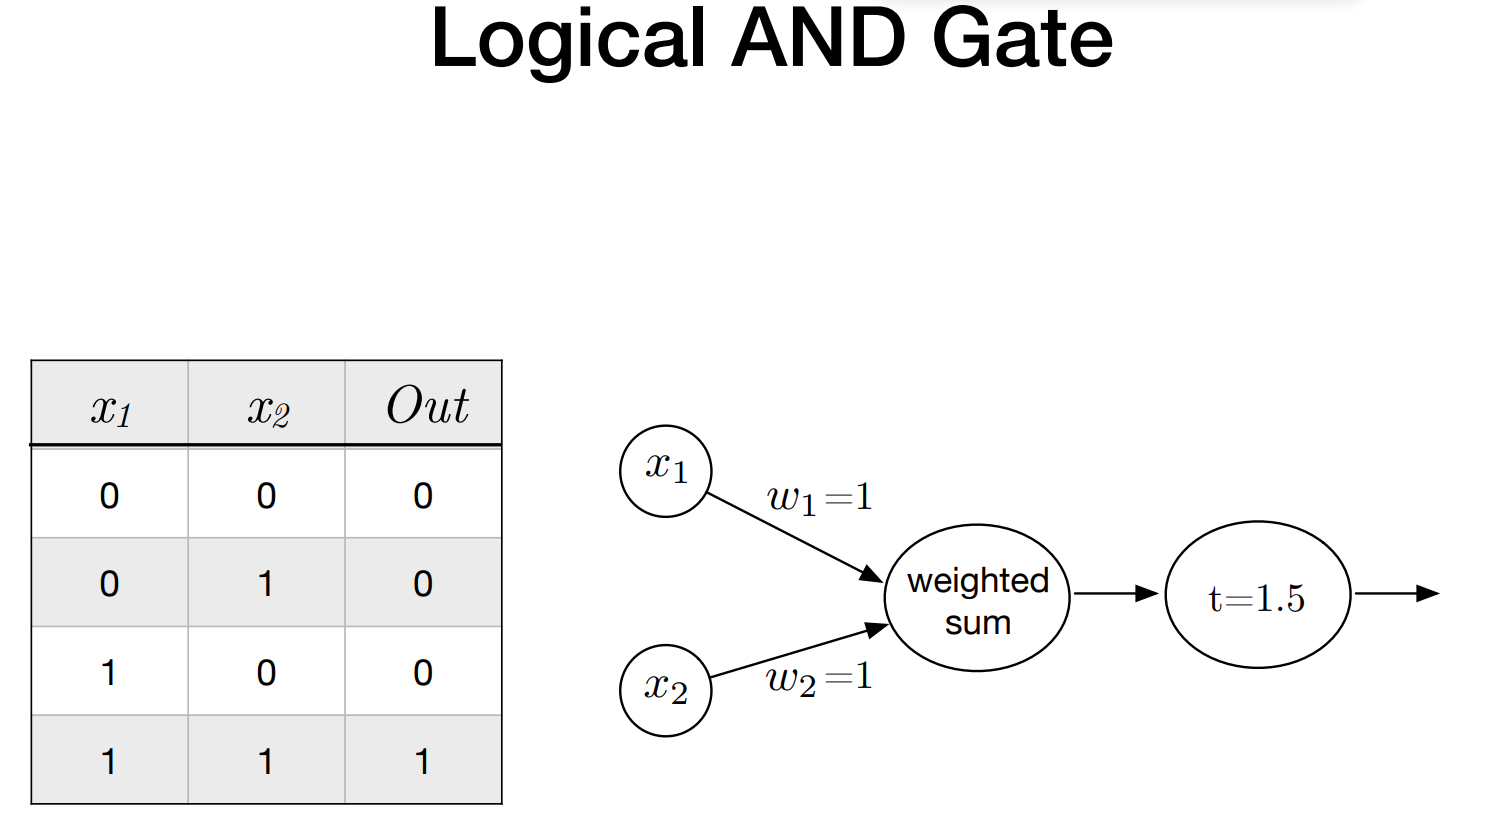 Logical AND Gate
x1 x2 Out
0 0 0
0 1 0
1 0 0
1 1 1
x1
w1=1
weighted
sum
t=1.5
x2
w2=1